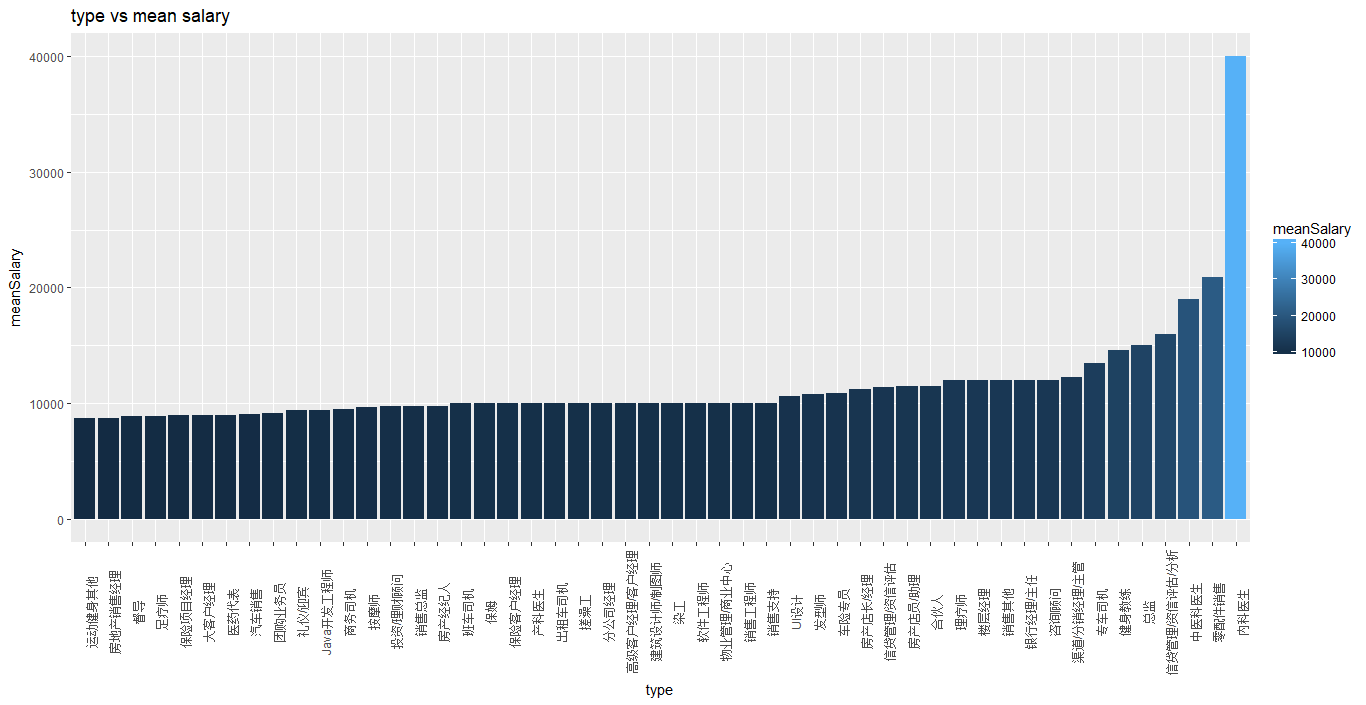 type vs mean salary
meanSalary
40000
30000
20000
10000
0
运动健身其他
房地产销售经理
督导
足疗师
保险项目经理
大客户经理
医药代表
汽车销售
团购业务员
礼仪/迎宾
Java开发工程师
商务司机
按摩师
投资/理财顾问
销售总监
房产经纪人
班车司机
保姆
保险客户经理
产科医生
出租车司机
搓澡工
分公司经理
高级客户经理/客户经理
建筑设计师/制图师
染工
软件工程师
物业管理/商业中心
销售工程师
销售支持
UI设计
发型师
车险专员
房产店长/经理
信贷管理/资信评估
房产店员/助理
合伙人
理疗师
楼层经理
销售其他
银行经理/主任
咨询顾问
渠道/分销经理/主管
专车司机
健身教练
总监
信贷管理/资信评估/分析
中医科医生
零配件销售
内科医生
type
meanSalary
40000
30000
20000
10000